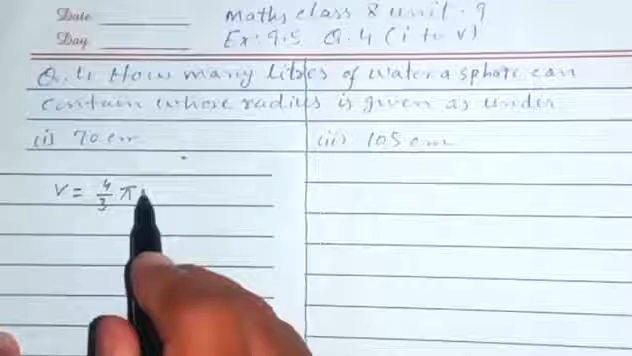 Date
Maths class 8 unit. 9
Day
Ex: 9.5 Q.4 (i to v)
Q.4 How many litres of water a sphere can
contain whose radius is given as under
(i) 70 cm
(ii) 105 cm
V = 4/3 π